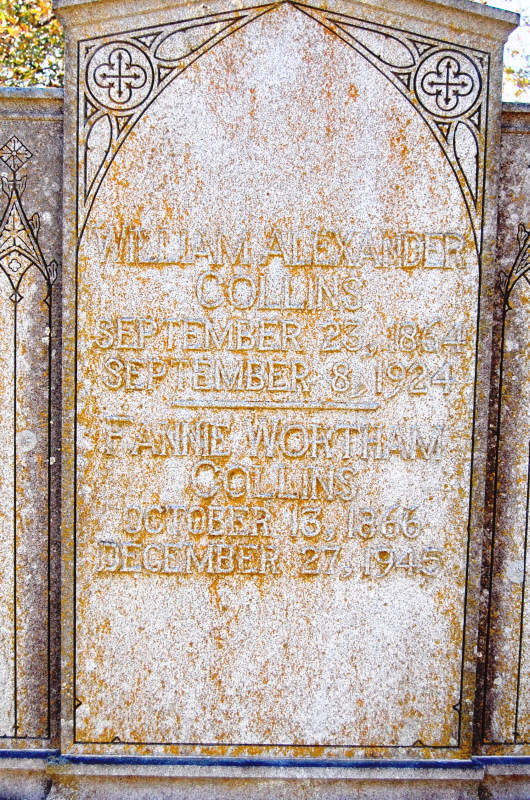 WILLIAM ALEXANDER
COLLINS
SEPTEMBER 23, 1864
SEPTEMBER 8, 1924
FANNIE WORTHAM
COLLINS
OCTOBER 13, 1866
DECEMBER 27, 1945